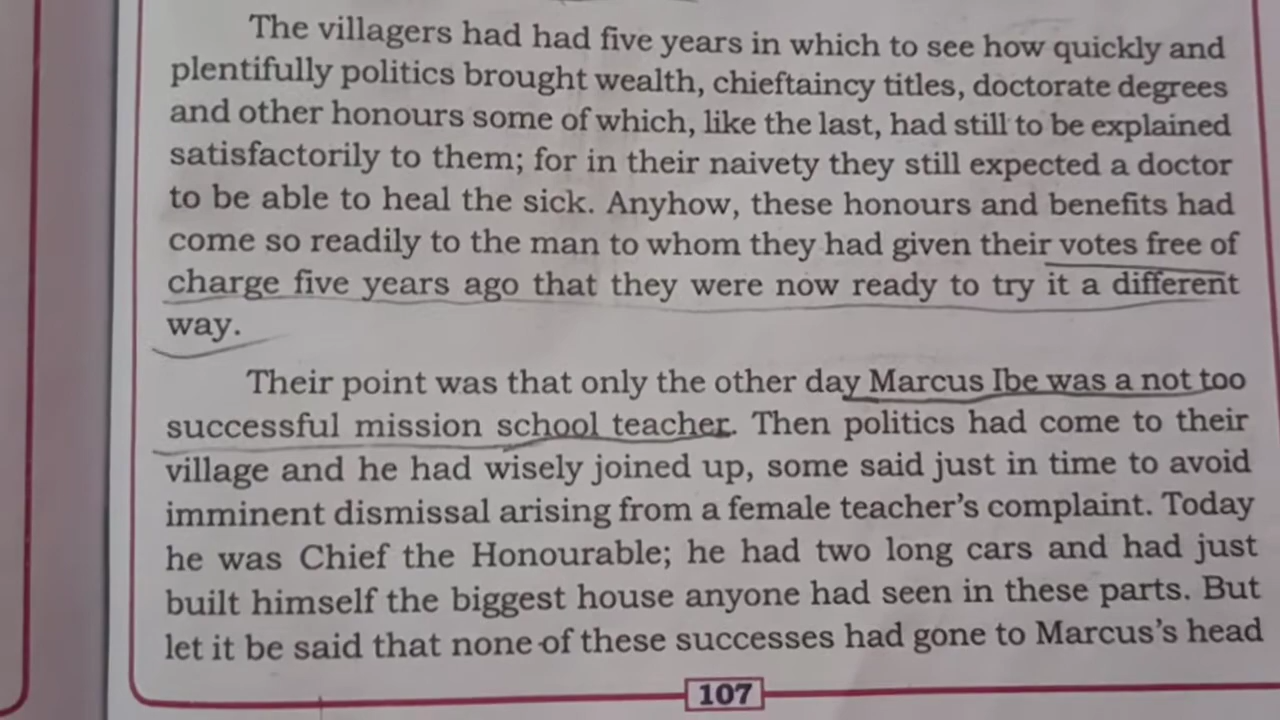 The villagers had had five years in which to see how quickly and
plentifully politics brought wealth, chieftaincy titles, doctorate degrees
and other honours some of which, like the last, had still to be explained
satisfactorily to them; for in their naivety they still expected a doctor
to be able to heal the sick. Anyhow, these honours and benefits had
come so readily to the man to whom they had given their votes free of
charge five years ago that they were now ready to try it a different
way.
Their point was that only the other day Marcus Ibe was a not too
successful mission school teacher. Then politics had come to their
village and he had wisely joined up, some said just in time to avoid
imminent dismissal arising from a female teacher's complaint. Today
he was Chief the Honourable; he had two long cars and had just
built himself the biggest house anyone had seen in these parts. But
let it be said that none of these successes had gone to Marcus's head
107